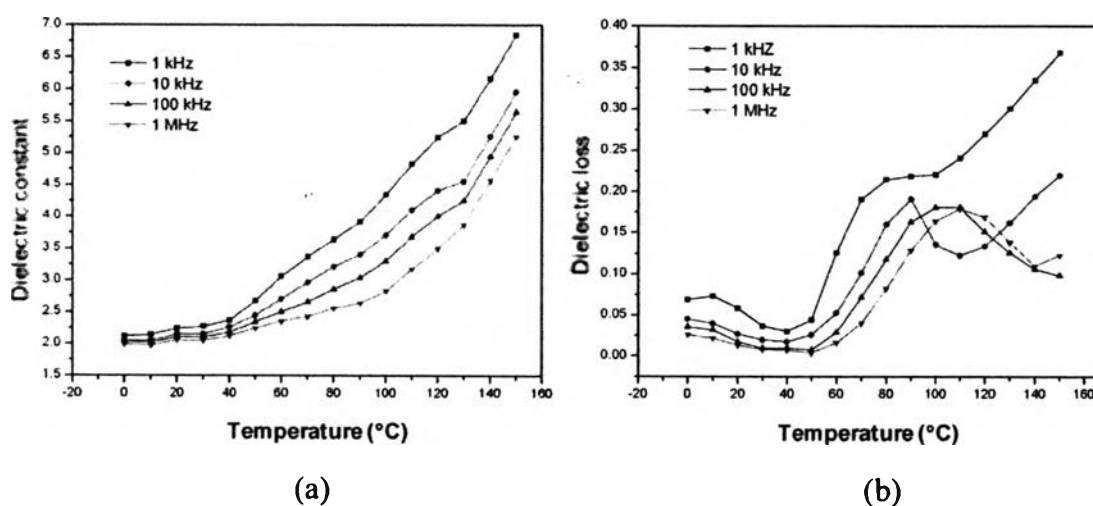 7.0
6.5
6.0
5.5
5.0
4.5
4.0
3.5
3.0
2.5
2.0
1.5
Dielectric constant
1 kHz
10 kHz
100 kHz
1 MHz
-20 0 20 40 60 80 100 120 140 160
Temperature (°C)
(a)
0.40
0.35
0.30
0.25
0.20
0.15
0.10
0.05
0.00
Dielectric loss
1 kHZ
10 kHz
100 kHz
1 MHz
-20 0 20 40 60 80 100 120 140 160
Temperature (°C)
(b)